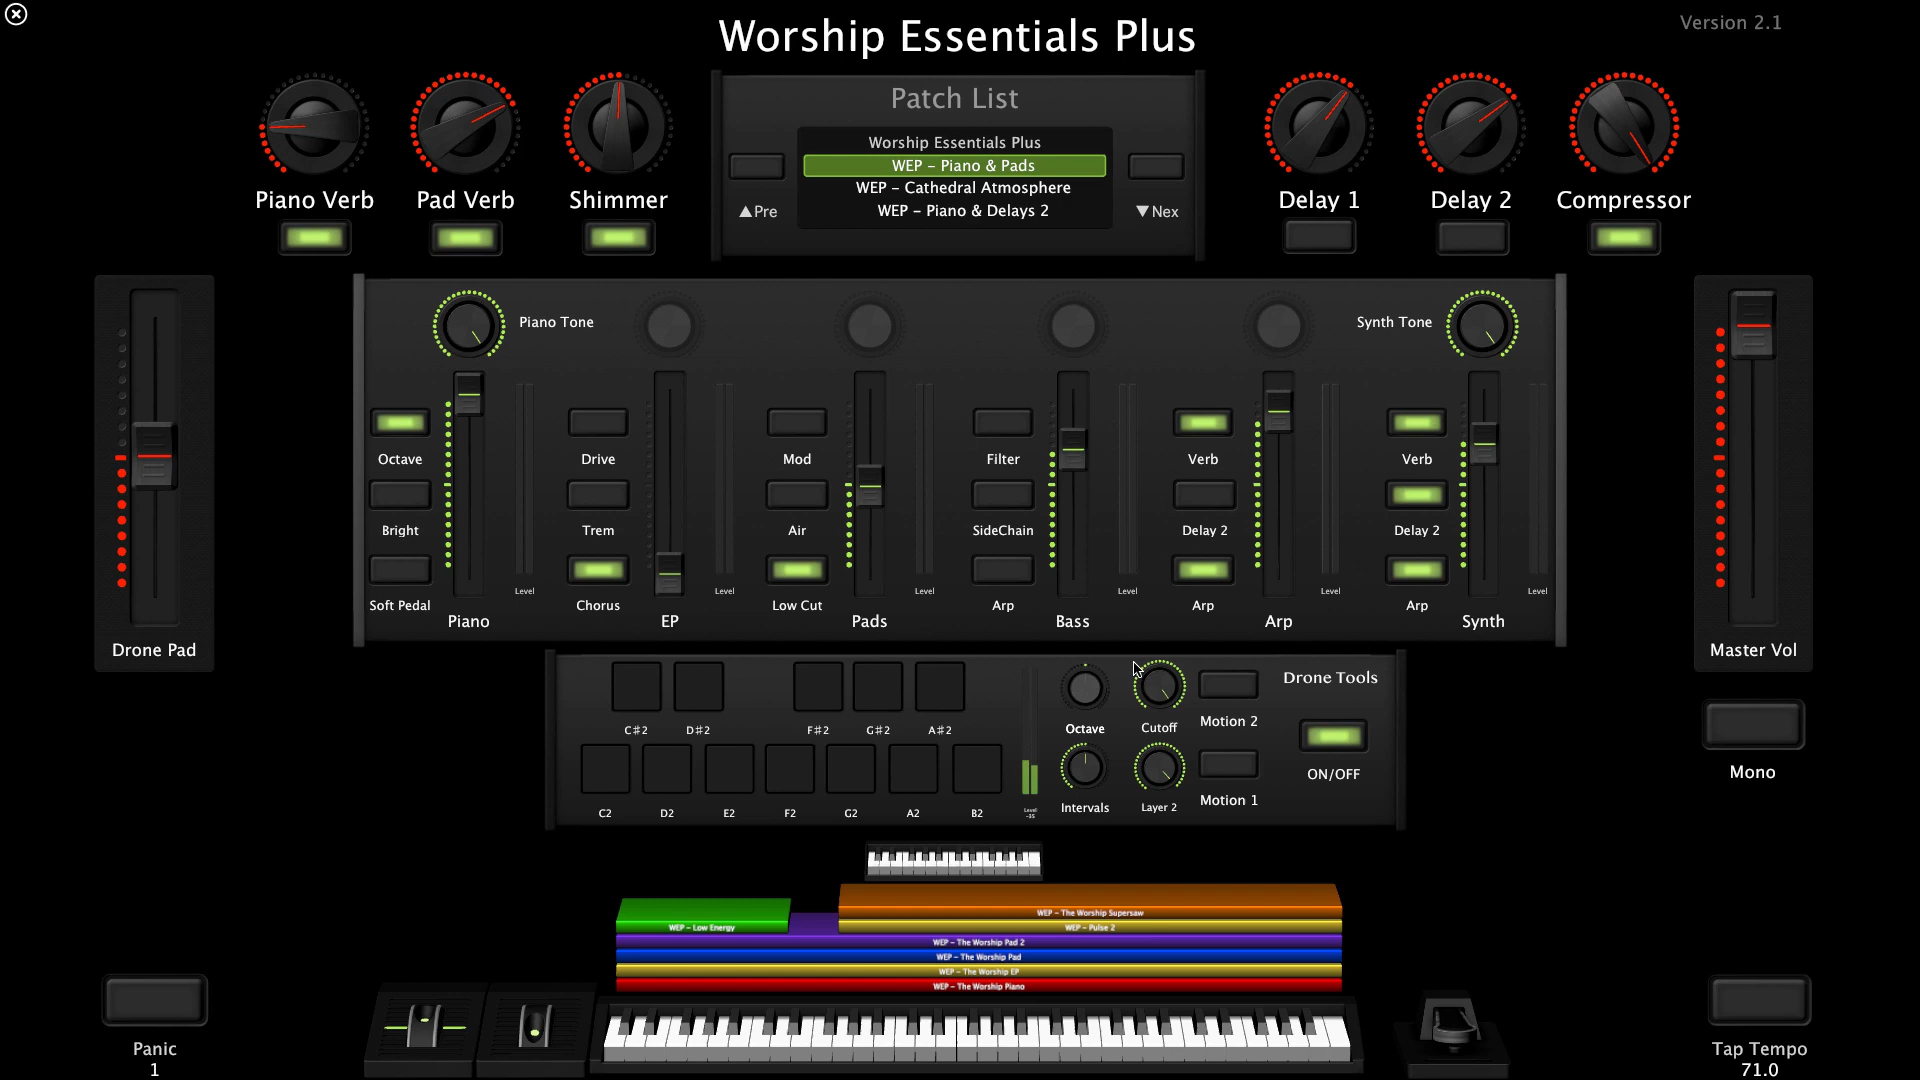 Worship Essentials Plus
Version 2.1
Piano Verb
Pad Verb
Shimmer
Patch List
Worship Essentials Plus
WEP – Piano & Pads
WEP – Cathedral Atmosphere
WEP – Piano & Delays 2
▲Pre
▼Nex
Delay 1
Delay 2
Compressor
Piano Tone
Synth Tone
Octave
Drive
Mod
Filter
Verb
Verb
Bright
Trem
Air
SideChain
Delay 2
Delay 2
Level
Level
Level
Level
Level
Level
Soft Pedal
Chorus
Low Cut
Arp
Arp
Arp
Piano
EP
Pads
Bass
Arp
Synth
Drone Pad
Master Vol
C#2
D#2
F#2
G#2
A#2
Octave
Cutoff
Motion 2
Drone Tools
ON/OFF
Mono
C2
D2
E2
F2
G2
A2
B2
Level
-35
Intervals
Layer 2
Motion 1
WEP – The Worship Supersaw
WEP – Low Energy
WEP – Pulse 2
WEP – The Worship Pad 2
WEP – The Worship Pad
WEP – The Worship EP
WEP – The Worship Piano
Panic
1
Tap Tempo
71.0